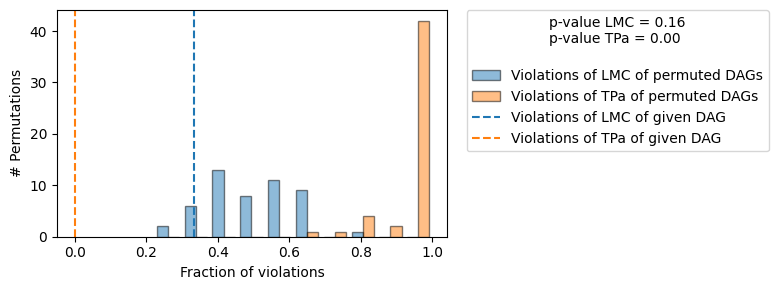 p-value LMC = 0.16
p-value TPa = 0.00
Violations of LMC of permuted DAGs
Violations of TPa of permuted DAGs
Violations of LMC of given DAG
Violations of TPa of given DAG
# Permutations
40
30
20
10
0
0.0 0.2 0.4 0.6 0.8 1.0
Fraction of violations